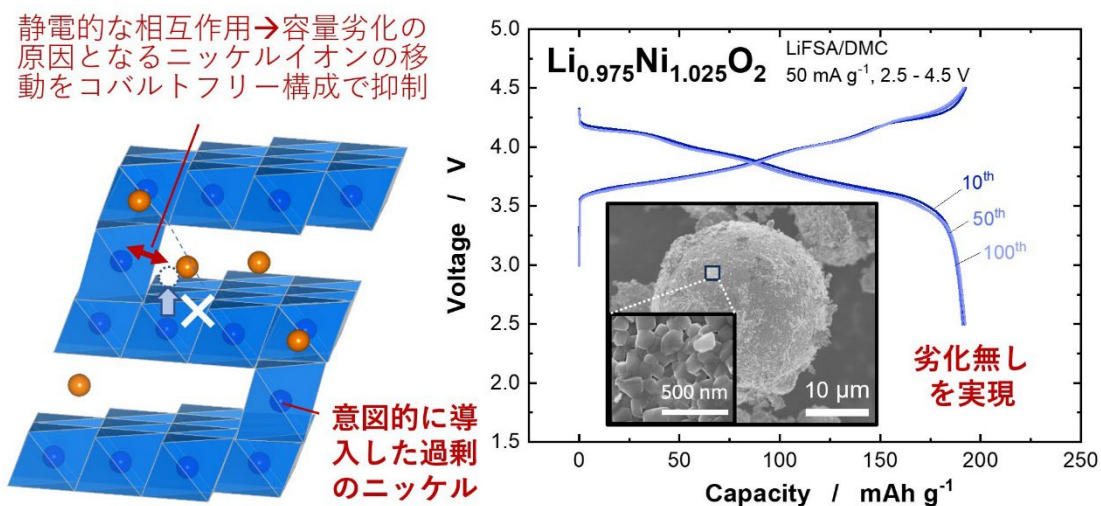 静電的な相互作用→容量劣化の
原因となるニッケルイオンの移
動をコバルトフリー構成で抑制
意図的に導
入した過剰
のニッケル
Li0.975Ni1.025O2
LiFSA/DMC
50 mA g-1, 2.5 - 4.5 V
5.0
4.5
4.0
3.5
3.0
2.5
2.0
1.5
Voltage / V
10th
50th
100th
500 nm
10 μm
劣化無し
を実現
0
50
100
150
200
250
Capacity / mAh g-1